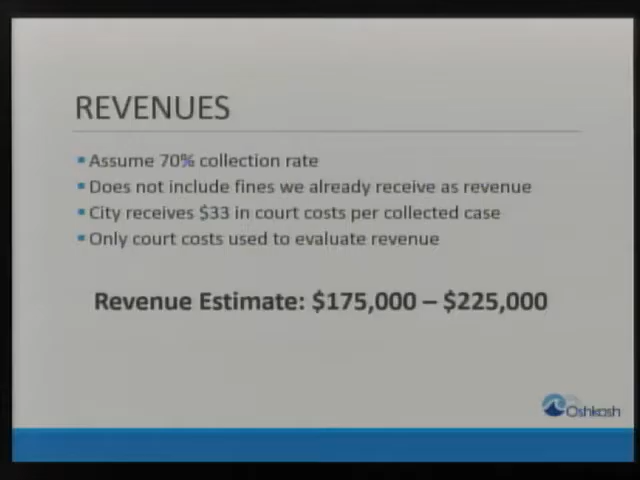 REVENUES
Assume 70% collection rate
Does not include fines we already receive as revenue
City receives $33 in court costs per collected case
Only court costs used to evaluate revenue
Revenue Estimate: $175,000 – $225,000
Oshkosh